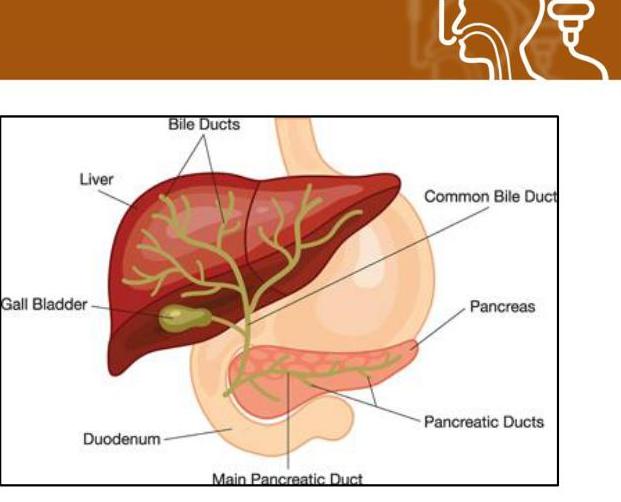 Bile Ducts
Liver
Common Bile Duct
Gall Bladder
Pancreas
Pancreatic Ducts
Duodenum
Main Pancreatic Duct